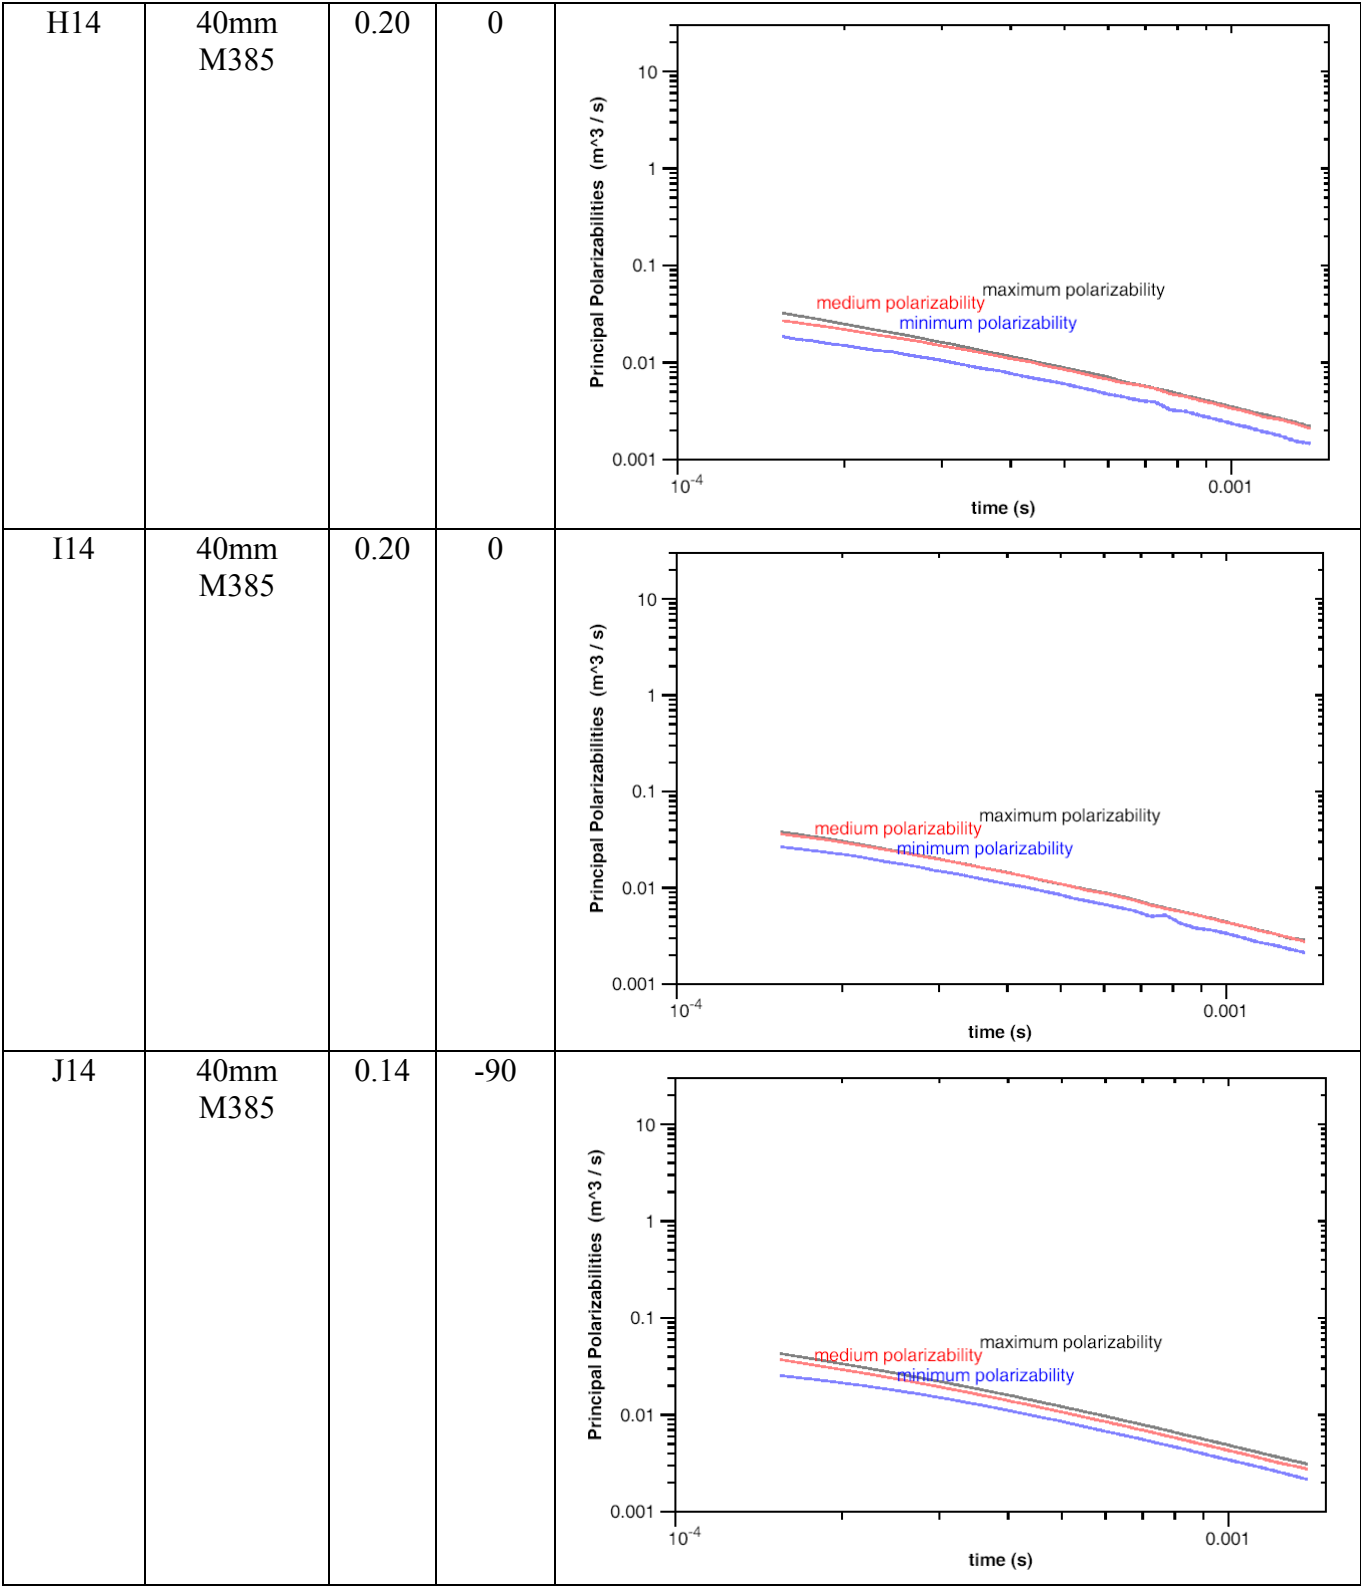 H14 40mm 0.20 0
M385
10
1
0.1
0.01
0.001
Principal Polarizabilities (m^3 / s)
maximum polarizability
medium polarizability
minimum polarizability
10-4 0.001
time (s)
I14 40mm 0.20 0
M385
10
1
0.1
0.01
0.001
Principal Polarizabilities (m^3 / s)
maximum polarizability
medium polarizability
minimum polarizability
10-4 0.001
time (s)
J14 40mm 0.14 -90
M385
10
1
0.1
0.01
0.001
Principal Polarizabilities (m^3 / s)
maximum polarizability
medium polarizability
minimum polarizability
10-4 0.001
time (s)